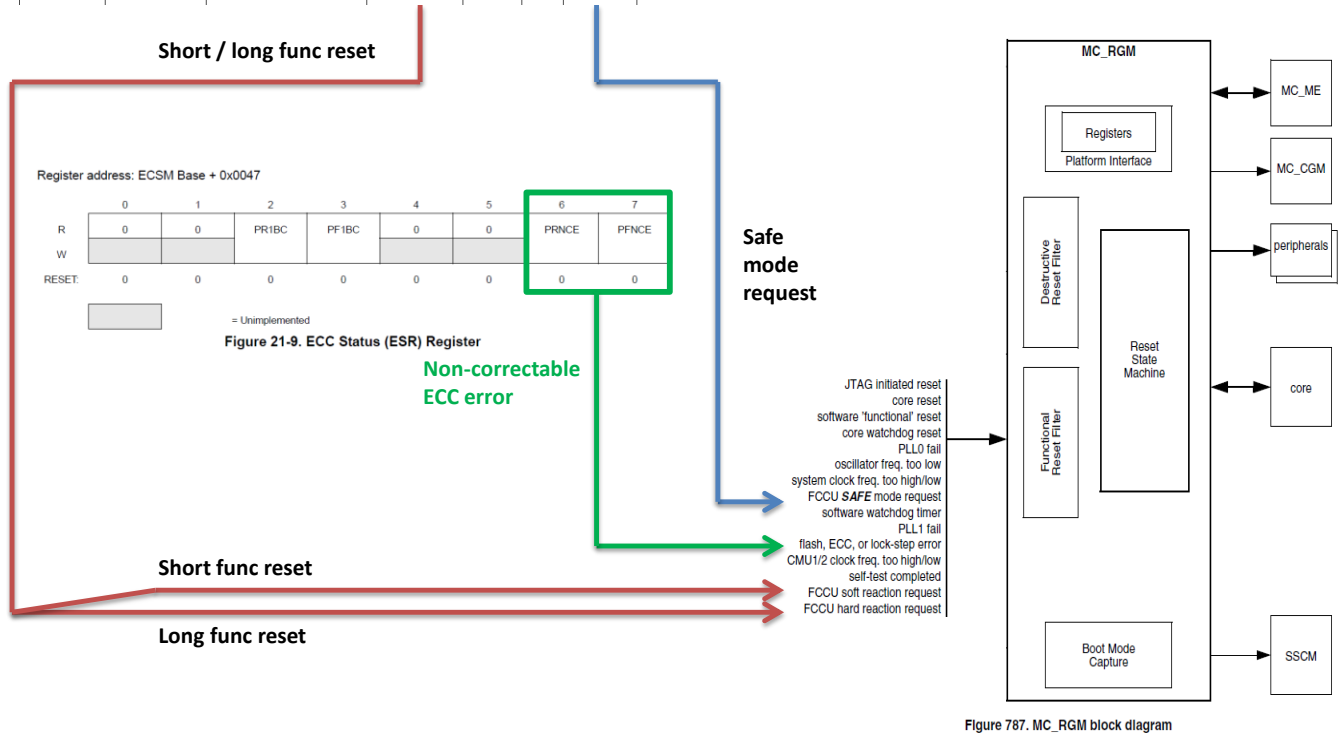 Short / long func reset
Register address: ECSM Base + 0x0047
0 1 2 3 4 5 6 7
R 0 0 PR1BC PF1BC 0 0 PRNCE PFNCE
W
RESET: 0 0 0 0 0 0 0 0
= Unimplemented
Figure 21-9. ECC Status (ESR) Register
Non-correctable
ECC error
Safe
mode
request
Short func reset
Long func reset
JTAG initiated reset
core reset
software 'functional' reset
core watchdog reset
PLL0 fail
oscillator freq. too low
system clock freq. too high/low
FCCU SAFE mode request
software watchdog timer
PLL1 fail
flash, ECC, or lock-step error
CMU1/2 clock freq. too high/low
self-test completed
FCCU soft reaction request
FCCU hard reaction request
MC_RGM
Registers
Platform Interface
Destructive
Reset Filter
Functional
Reset Filter
Reset
State
Machine
Boot Mode
Capture
MC_ME
MC_CGM
peripherals
core
SSCM
Figure 787. MC_RGM block diagram